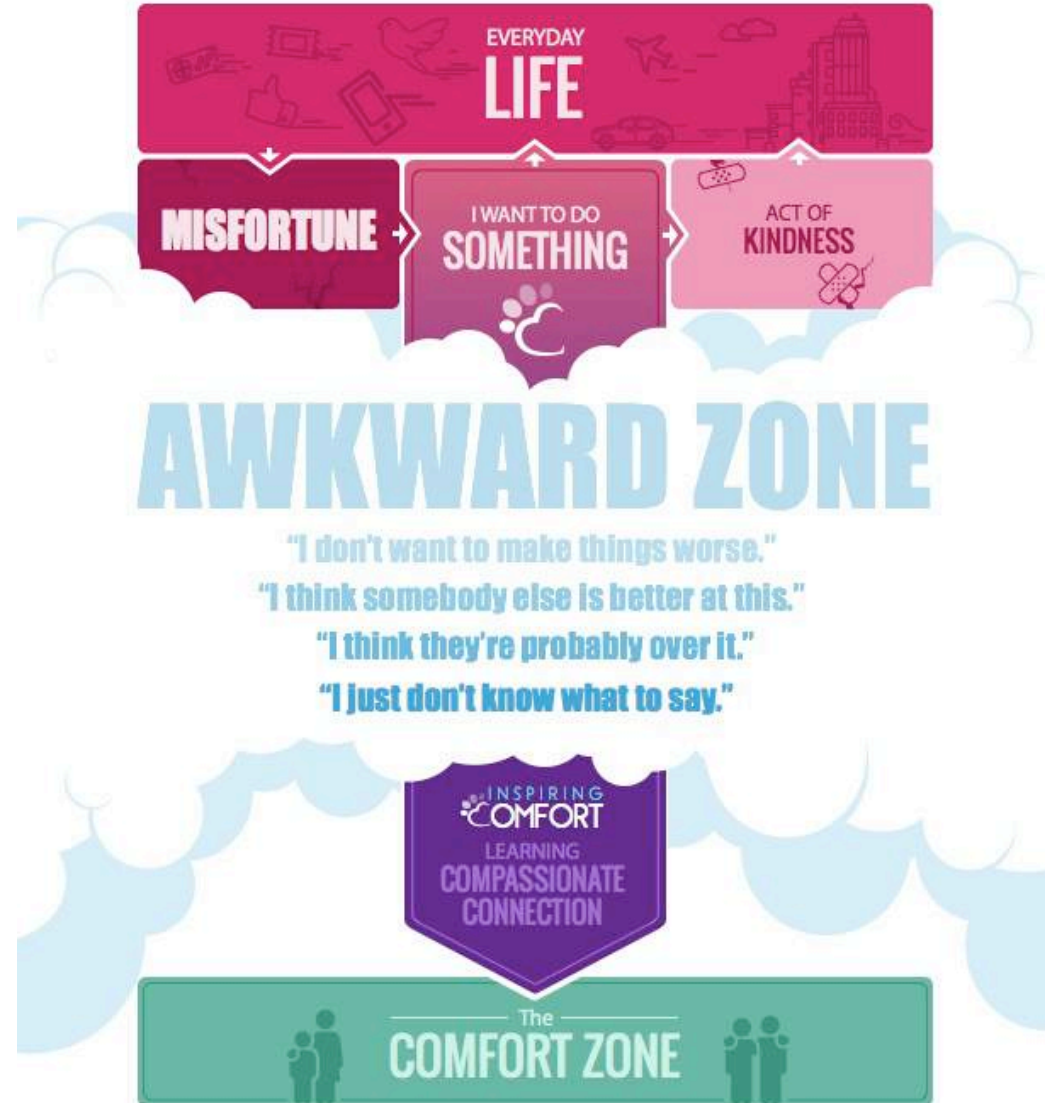 EVERYDAY
LIFE
MISFORTUNE
I WANT TO DO
SOMETHING
ACT OF
KINDNESS
AWKWARD ZONE
“I don't want to make things worse.”
“I think somebody else is better at this.”
“I think they're probably over it.”
“I just don't know what to say.”
INSPIRING
COMFORT
LEARNING
COMPASSIONATE
CONNECTION
The
COMFORT ZONE